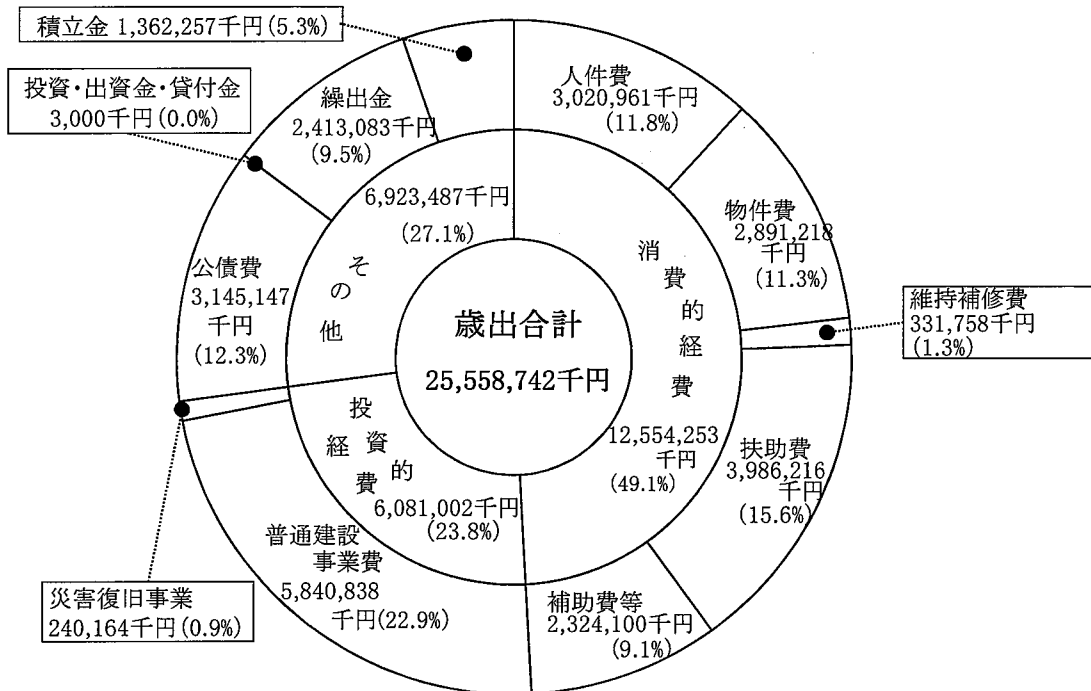 積立金 1,362,257千円(5.3%)
投資・出資金・貸付金
3,000千円(0.0%)
繰出金
2,413,083千円
(9.5%)
人件費
3,020,961千円
(11.8%)
物件費
2,891,218
千円
(11.3%)
維持補修費
331,758千円
(1.3%)
扶助費
3,986,216
千円
(15.6%)
補助費等
2,324,100千円
(9.1%)
普通建設
事業費
5,840,838
千円(22.9%)
災害復旧事業
240,164千円(0.9%)
公債費
3,145,147
千円
(12.3%)
6,923,487千円
(27.1%)
その他
消費的経費
12,554,253
千円
(49.1%)
投資的
経費
6,081,002千円
(23.8%)
歳出合計
25,558,742千円